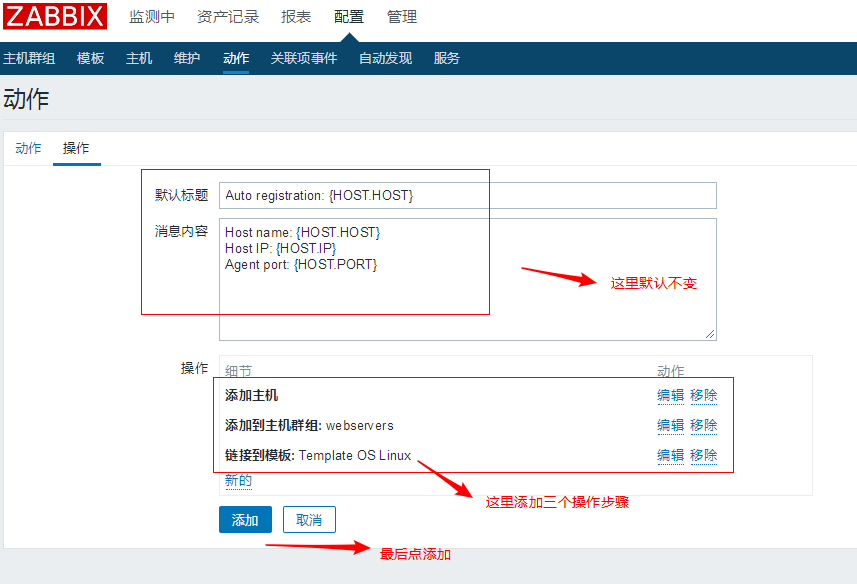 ZABBIX 监测中 资产记录 报表 配置 管理
主机群组 模板 主机 维护 动作 关联项事件 自动发现 服务
动作
动作 操作
默认标题 Auto registration: {HOST.HOST}
消息内容 Host name: {HOST.HOST}
Host IP: {HOST.IP}
Agent port: {HOST.PORT}
这里默认不变
操作 细节 动作
添加主机 编辑 移除
添加到主机群组: webservers 编辑 移除
链接到模板: Template OS Linux 编辑 移除
新的
这里添加三个操作步骤
添加 取消
最后点添加